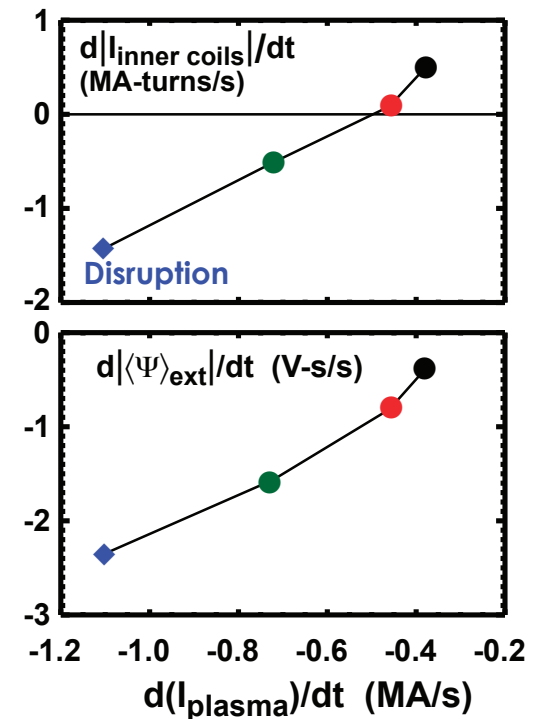 1
d|I_inner coils|/dt
(MA-turns/s)
0
-1
Disruption
-2
0
d|⟨Ψ⟩_ext|/dt (V-s/s)
-1
-2
-3
-1.2 -1.0 -0.8 -0.6 -0.4 -0.2
d(I_plasma)/dt (MA/s)